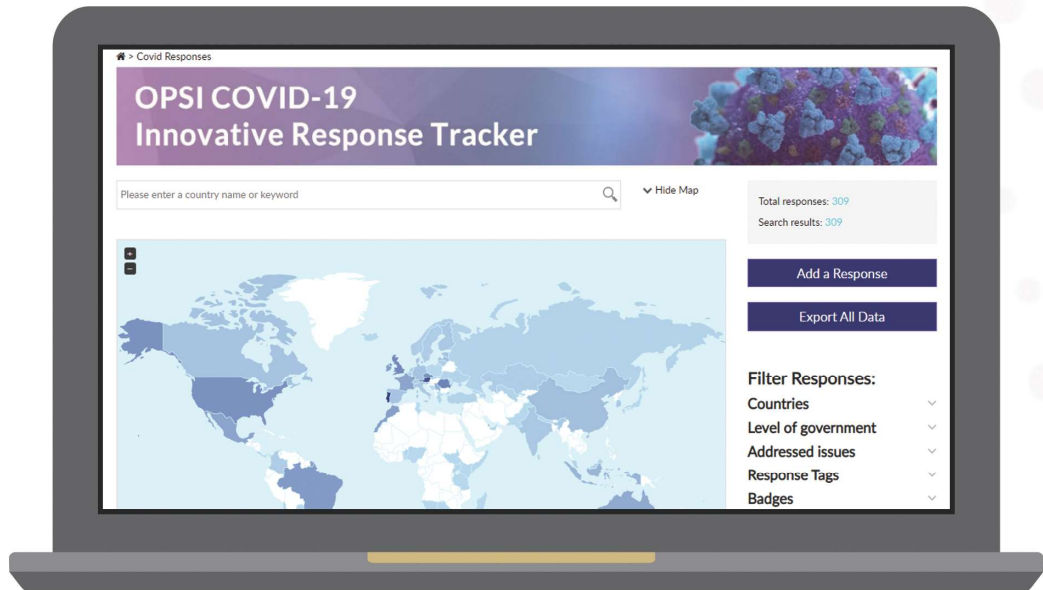 > Covid Responses
OPSI COVID-19
Innovative Response Tracker
Please enter a country name or keyword
Hide Map
Total responses: 309
Search results: 309
+
−
Add a Response
Export All Data
Filter Responses:
Countries
Level of government
Addressed issues
Response Tags
Badges